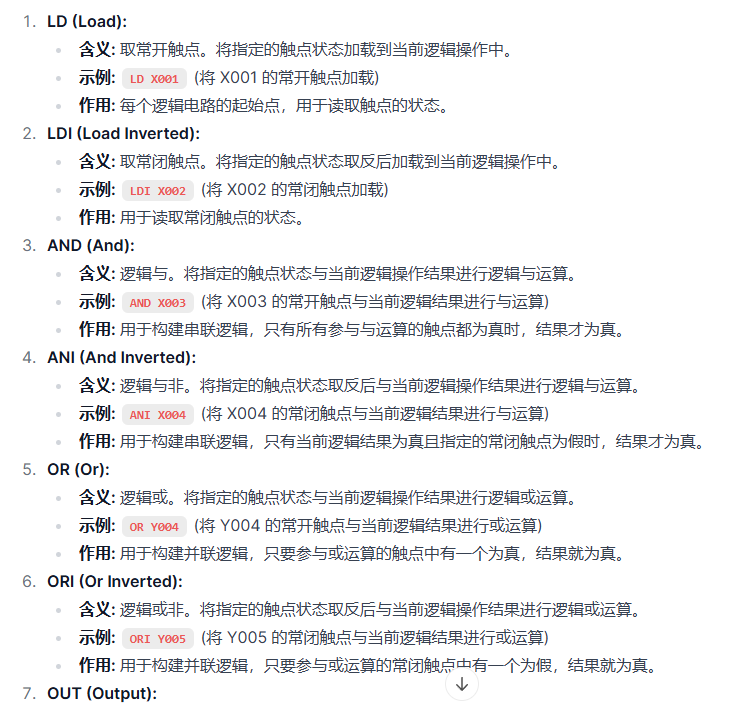 1. LD (Load):
含义: 取常开触点。将指定的触点状态加载到当前逻辑操作中。
示例: LD X001 (将 X001 的常开触点加载)
作用: 每个逻辑电路的起始点，用于读取触点的状态。
2. LDI (Load Inverted):
含义: 取常闭触点。将指定的触点状态取反后加载到当前逻辑操作中。
示例: LDI X002 (将 X002 的常闭触点加载)
作用: 用于读取常闭触点的状态。
3. AND (And):
含义: 逻辑与。将指定的触点状态与当前逻辑操作结果进行逻辑与运算。
示例: AND X003 (将 X003 的常开触点与当前逻辑结果进行与运算)
作用: 用于构建串联逻辑，只有所有参与与运算的触点都为真时，结果才为真。
4. ANI (And Inverted):
含义: 逻辑与非。将指定的触点状态取反后与当前逻辑操作结果进行逻辑与运算。
示例: ANI X004 (将 X004 的常闭触点与当前逻辑结果进行与运算)
作用: 用于构建串联逻辑，只有当前逻辑结果为真且指定的常闭触点为假时，结果才为真。
5. OR (Or):
含义: 逻辑或。将指定的触点状态与当前逻辑操作结果进行逻辑或运算。
示例: OR Y004 (将 Y004 的常开触点与当前逻辑结果进行或运算)
作用: 用于构建并联逻辑，只要参与或运算的触点中有一个为真，结果就为真。
6. ORI (Or Inverted):
含义: 逻辑或非。将指定的触点状态取反后与当前逻辑操作结果进行逻辑或运算。
示例: ORI Y005 (将 Y005 的常闭触点与当前逻辑结果进行或运算)
作用: 用于构建并联逻辑，只要参与或运算的常闭触点中有一个为假，结果就为真。
7. OUT (Output):